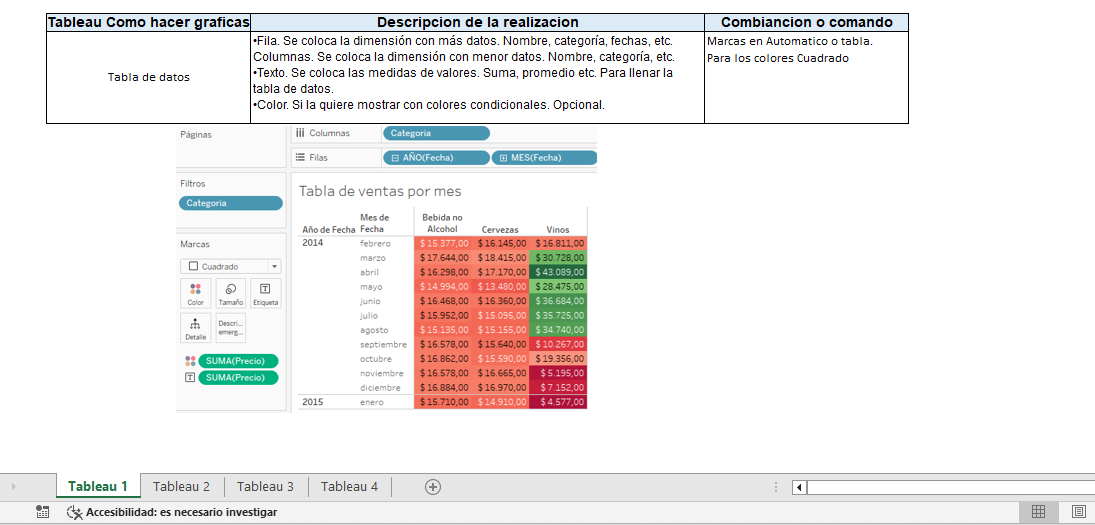 Tableau Como hacer graficas Descripcion de la realizacion Combiancion o comando
Tabla de datos
•Fila. Se coloca la dimensión con más datos. Nombre, categoría, fechas, etc.
Columnas. Se coloca la dimensión con menor datos. Nombre, categoría, etc.
•Texto. Se coloca las medidas de valores. Suma, promedio etc. Para llenar la
tabla de datos.
•Color. Si la quiere mostrar con colores condicionales. Opcional.
Marcas en Automatico o tabla.
Para los colores Cuadrado
Páginas
Columnas Categoria
Filas AÑO(Fecha) MES(Fecha)
Filtros
Categoria
Marcas
Cuadrado
Color Tamaño Etiqueta
Detalle Descri... emerg...
SUMA(Precio)
SUMA(Precio)
Tabla de ventas por mes
Año de Fecha Mes de Fecha Bebida no Alcohol Cervezas Vinos
2014 febrero $ 15.377,00 $ 16.145,00 $ 16.811,00
marzo $ 17.644,00 $ 18.415,00 $ 30.728,00
abril $ 16.298,00 $ 17.170,00 $ 43.089,00
mayo $ 14.994,00 $ 13.480,00 $ 28.475,00
junio $ 16.468,00 $ 16.360,00 $ 36.684,00
julio $ 15.952,00 $ 15.095,00 $ 35.725,00
agosto $ 15.135,00 $ 15.155,00 $ 34.740,00
septiembre $ 16.578,00 $ 15.640,00 $ 10.267,00
octubre $ 16.862,00 $ 15.590,00 $ 19.356,00
noviembre $ 16.578,00 $ 16.665,00 $ 5.195,00
diciembre $ 16.884,00 $ 16.970,00 $ 7.152,00
2015 enero $ 15.710,00 $ 14.910,00 $ 4.577,00
Tableau 1 Tableau 2 Tableau 3 Tableau 4
Accesibilidad: es necesario investigar